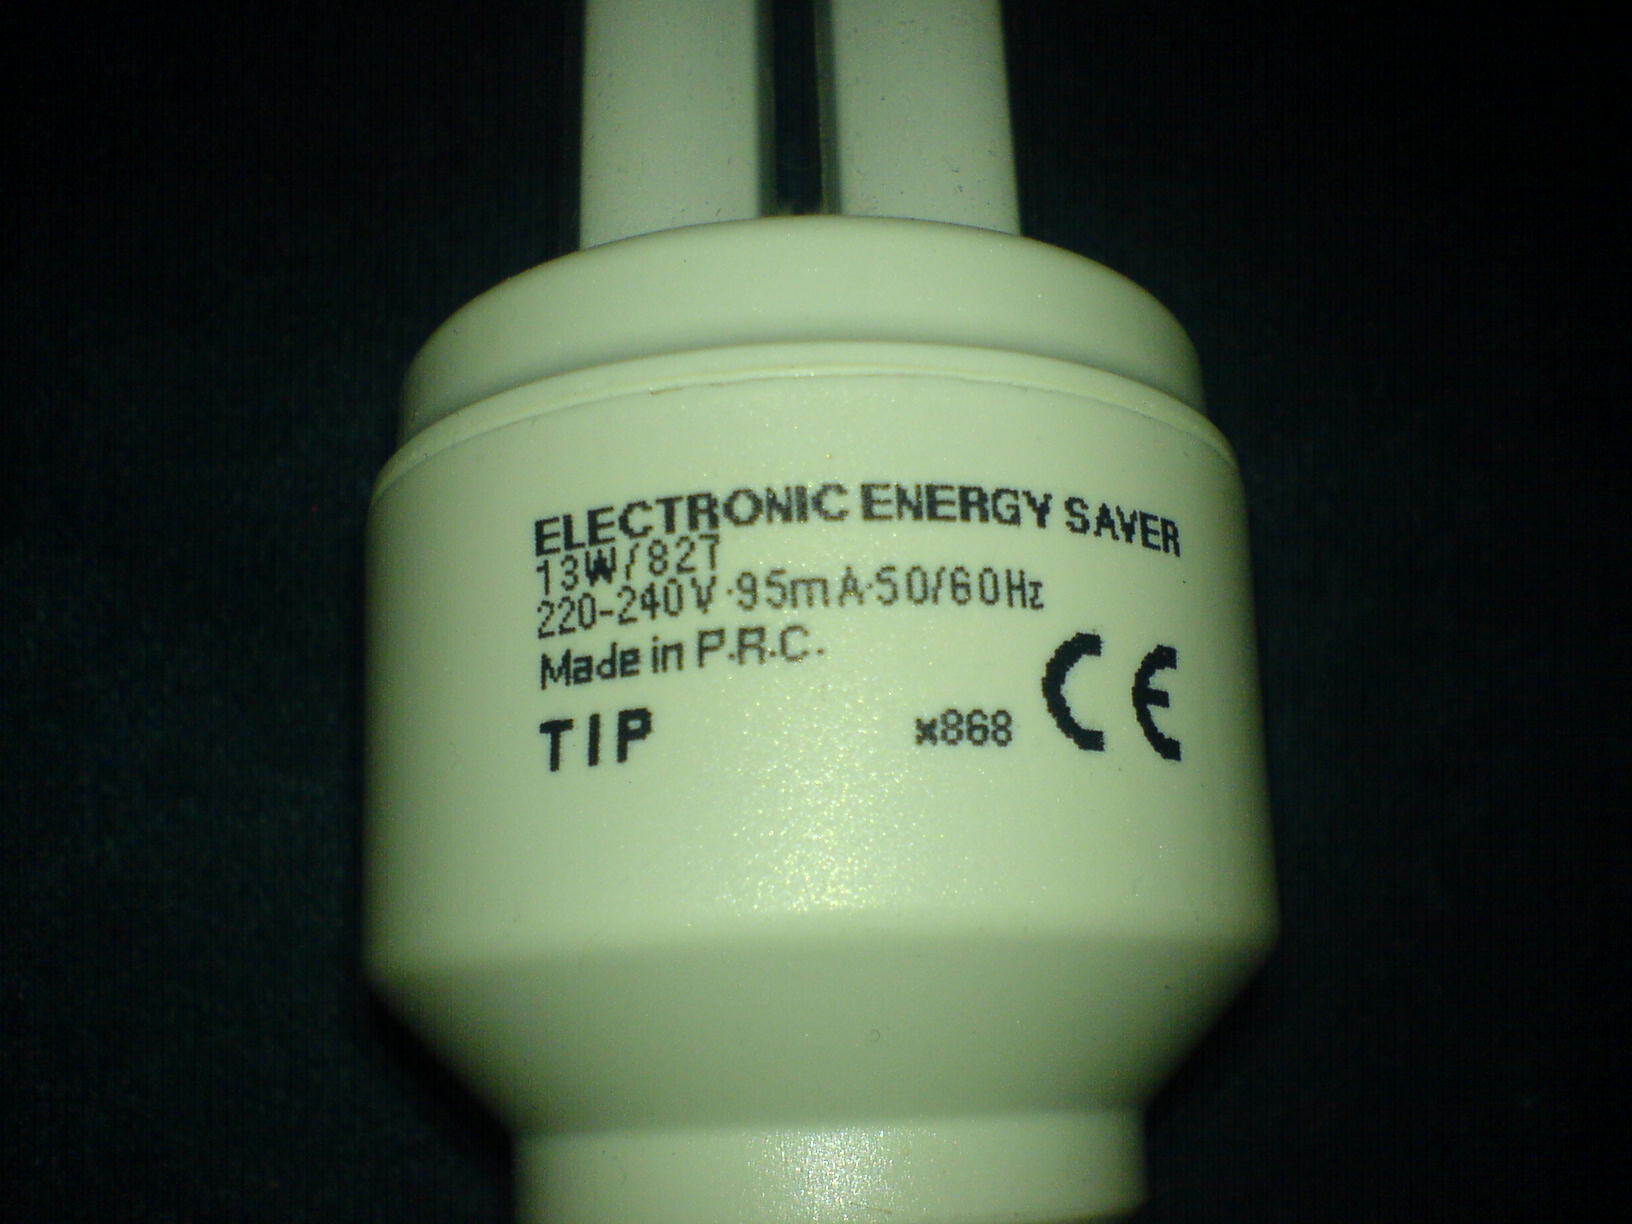 ELECTRONIC ENERGY SAVER
13W/827
220-240V·95mA·50/60Hz
Made in P.R.C.
TIP x868 CE